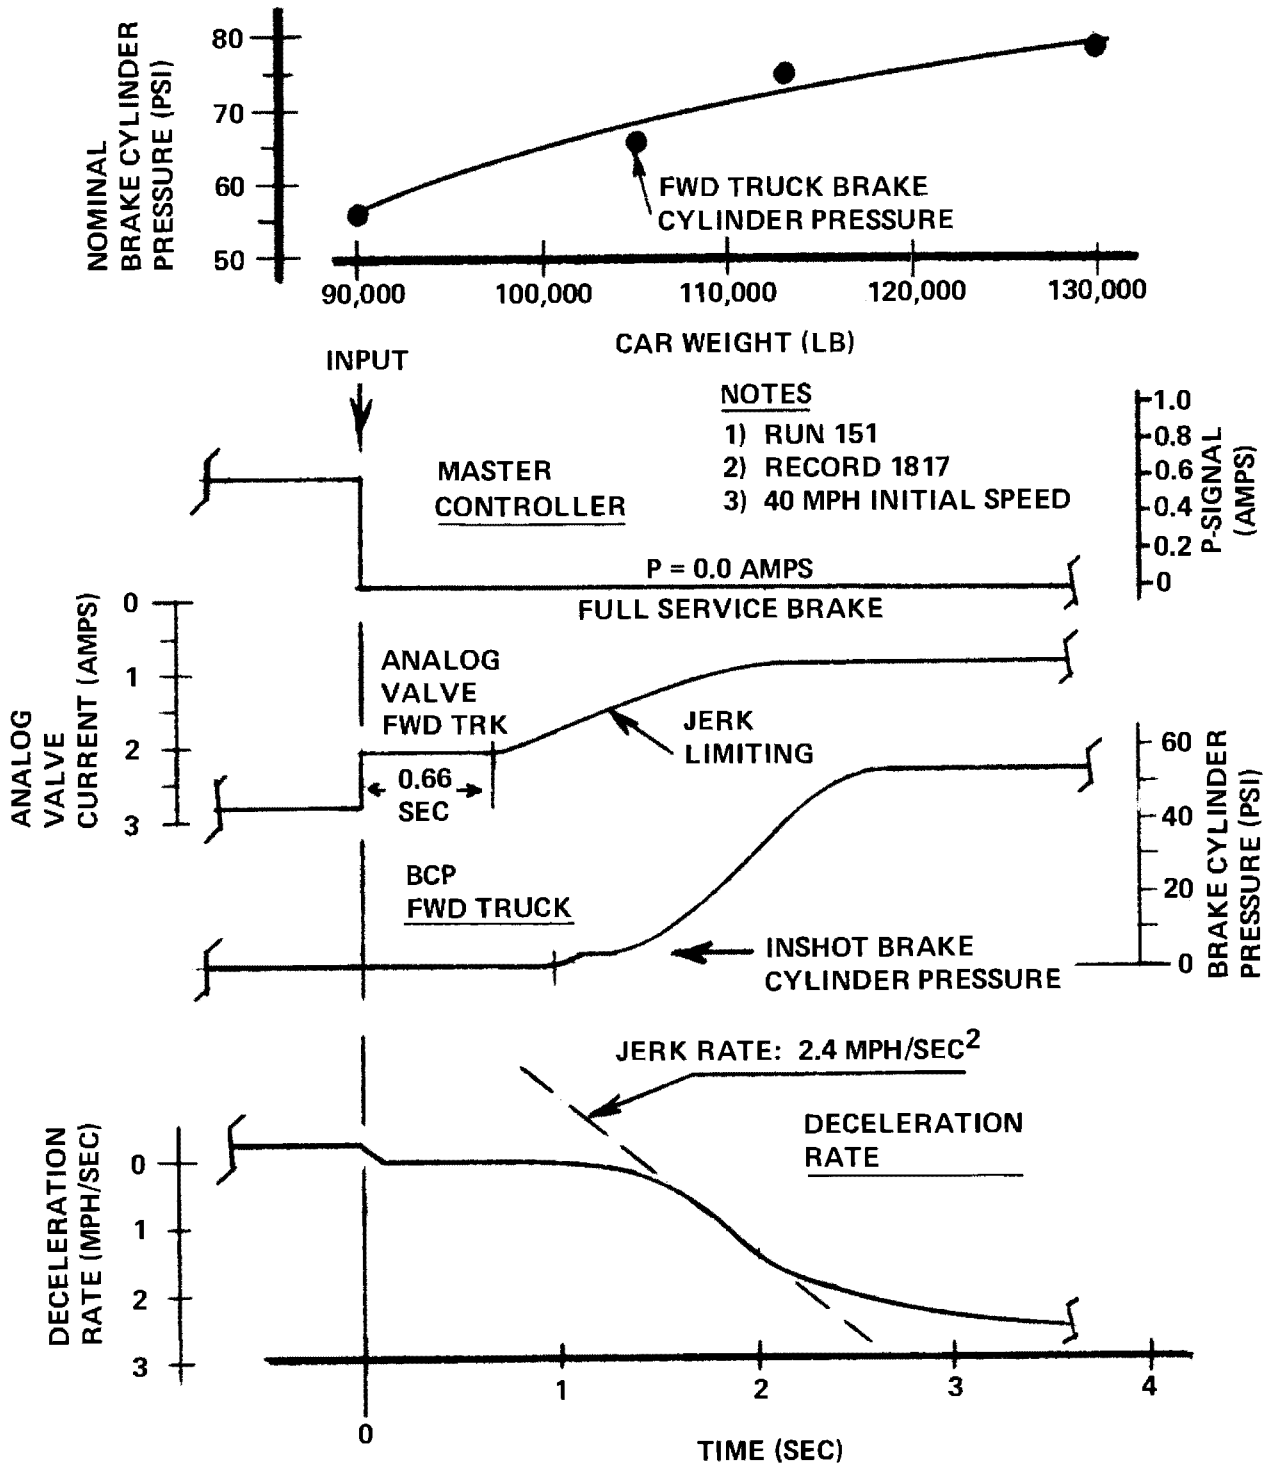 NOMINAL
BRAKE CYLINDER
PRESSURE (PSI)
80
70
60
50
FWD TRUCK BRAKE
CYLINDER PRESSURE
90,000
100,000
110,000
120,000
130,000
CAR WEIGHT (LB)
INPUT
NOTES
1) RUN 151
2) RECORD 1817
3) 40 MPH INITIAL SPEED
MASTER
CONTROLLER
1.0
0.8
0.6
0.4
0.2
0
P-SIGNAL
(AMPS)
P = 0.0 AMPS
FULL SERVICE BRAKE
ANALOG
VALVE
CURRENT (AMPS)
0
1
2
3
ANALOG
VALVE
FWD TRK
0.66
SEC
JERK
LIMITING
60
40
20
0
BRAKE CYLINDER
PRESSURE (PSI)
BCP
FWD TRUCK
INSHOT BRAKE
CYLINDER PRESSURE
JERK RATE: 2.4 MPH/SEC²
DECELERATION
RATE
DECELERATION
RATE (MPH/SEC)
0
1
2
3
0
1
2
3
4
TIME (SEC)